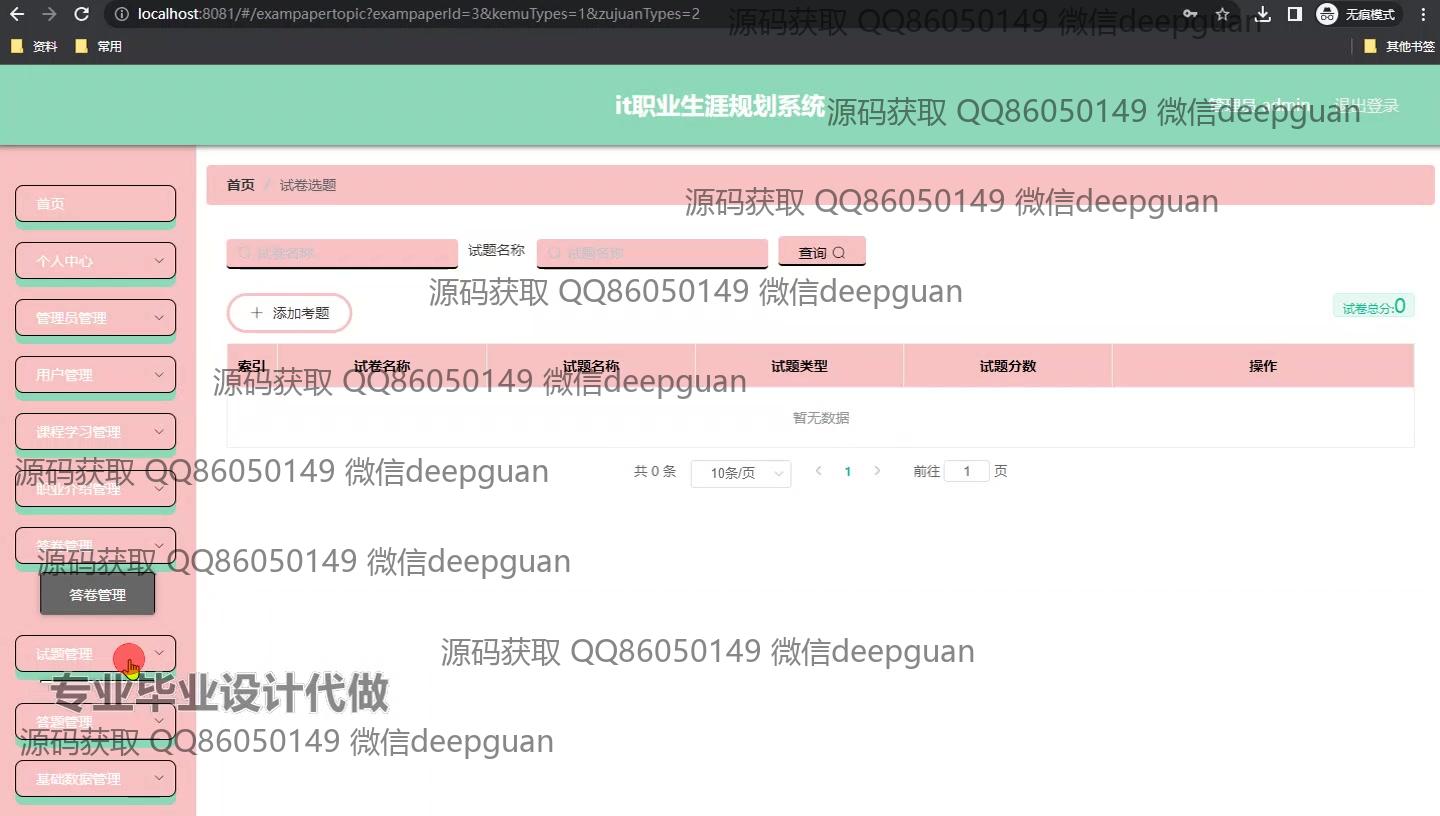 localhost:8081/#/exampapertopic?exampaperId=3&kemuTypes=1&zujuanTypes=2
无痕模式
源码获取 QQ86050149 微信deepguan
资料 常用 其他书签
it职业生涯规划系统
管理员 admin 退出登录
源码获取 QQ86050149 微信deepguan
首页 / 试卷选题
源码获取 QQ86050149 微信deepguan
首页
试卷名称 试题名称 试题名称 查询
个人中心
源码获取 QQ86050149 微信deepguan
添加考题
试卷总分:0
管理员管理
索引 试卷名称 试题名称 试题类型 试题分数 操作
用户管理
源码获取 QQ86050149 微信deepguan
暂无数据
课程学习管理
共 0 条 10条/页 1 前往 1 页
源码获取 QQ86050149 微信deepguan
职业介绍管理
答卷管理
源码获取 QQ86050149 微信deepguan
答卷管理
试题管理
源码获取 QQ86050149 微信deepguan
专业毕业设计代做
答题管理
源码获取 QQ86050149 微信deepguan
基础数据管理